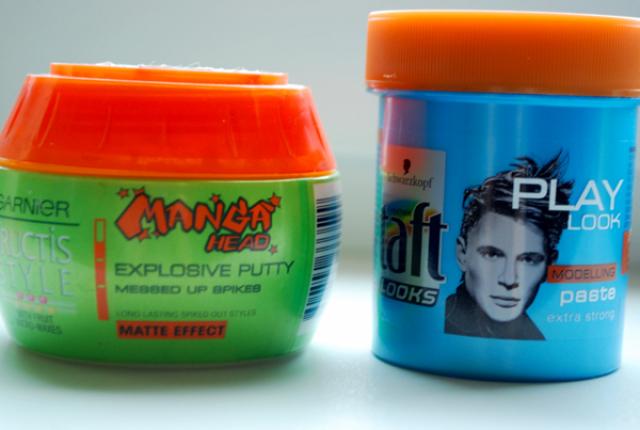 GARNIER
FRUCTIS
STYLE
MANGA
HEAD
EXPLOSIVE PUTTY
MESSED UP SPIKES
LONG-LASTING SPIKED OUT STYLES
MATTE EFFECT
Schwarzkopf
taft
LOOKS
PLAY
LOOK
MODELLING
paste
extra strong